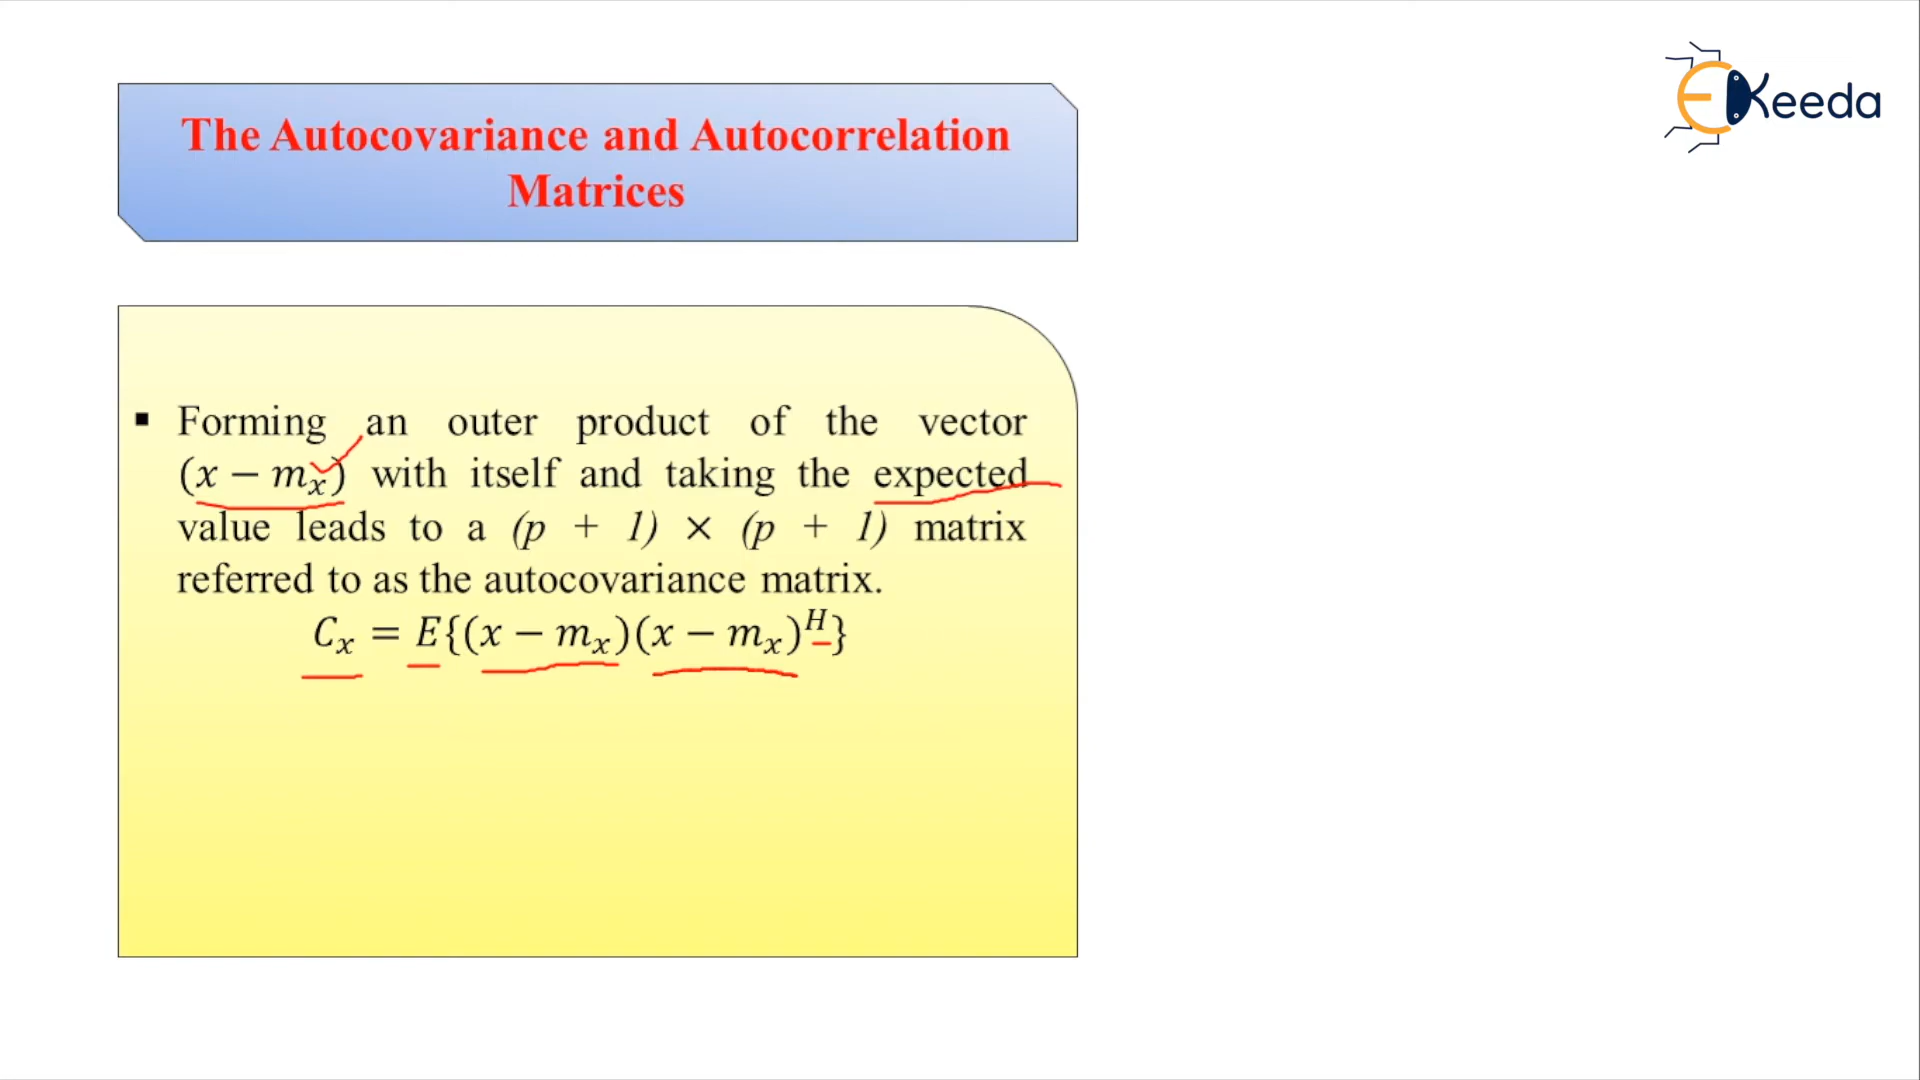 EKeeda
The Autocovariance and Autocorrelation
Matrices
▪ Forming an outer product of the vector
(x − mₓ) with itself and taking the expected
value leads to a (p + 1) × (p + 1) matrix
referred to as the autocovariance matrix.
Cₓ = E{(x − mₓ)(x − mₓ)ᴴ}